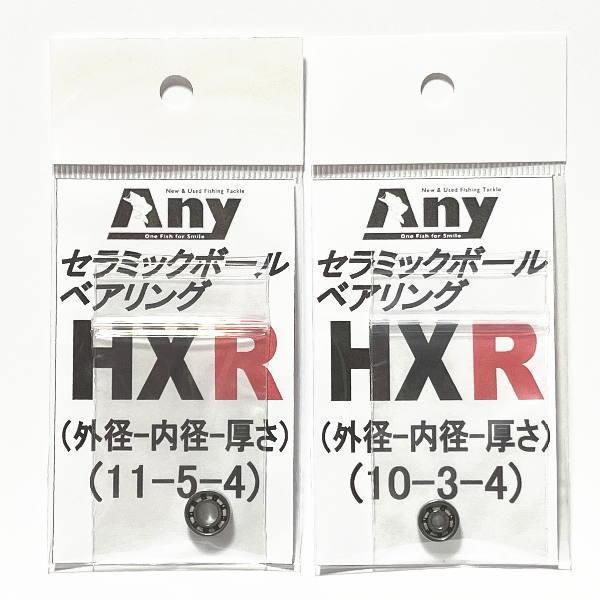 New & Used Fishing Tackle
Any
One Fish for Smile
セラミックボール
ベアリング
HXR
(外径-内径-厚さ)
(11-5-4)
New & Used Fishing Tackle
Any
One Fish for Smile
セラミックボール
ベアリング
HXR
(外径-内径-厚さ)
(10-3-4)